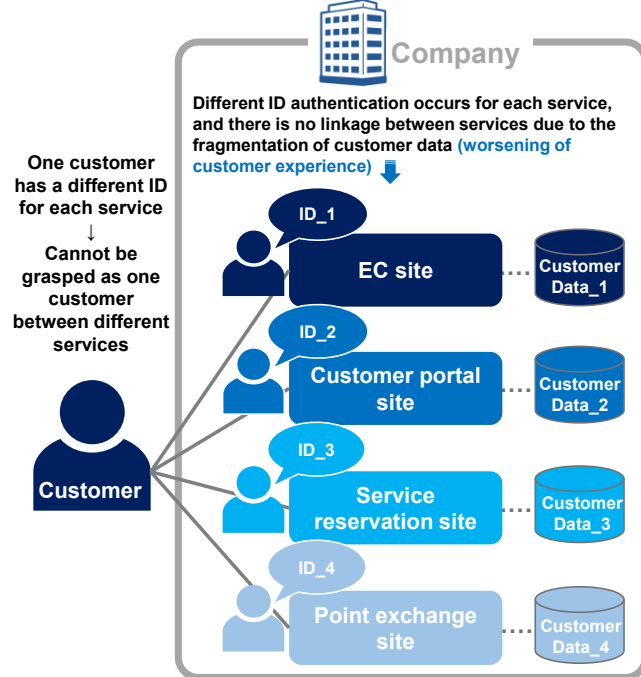 Company
Different ID authentication occurs for each service,
and there is no linkage between services due to the
fragmentation of customer data (worsening of
customer experience)
One customer
has a different ID
for each service
↓
Cannot be
grasped as one
customer
between different
services
Customer
ID_1
EC site
Customer
Data_1
ID_2
Customer portal
site
Customer
Data_2
ID_3
Service
reservation site
Customer
Data_3
ID_4
Point exchange
site
Customer
Data_4